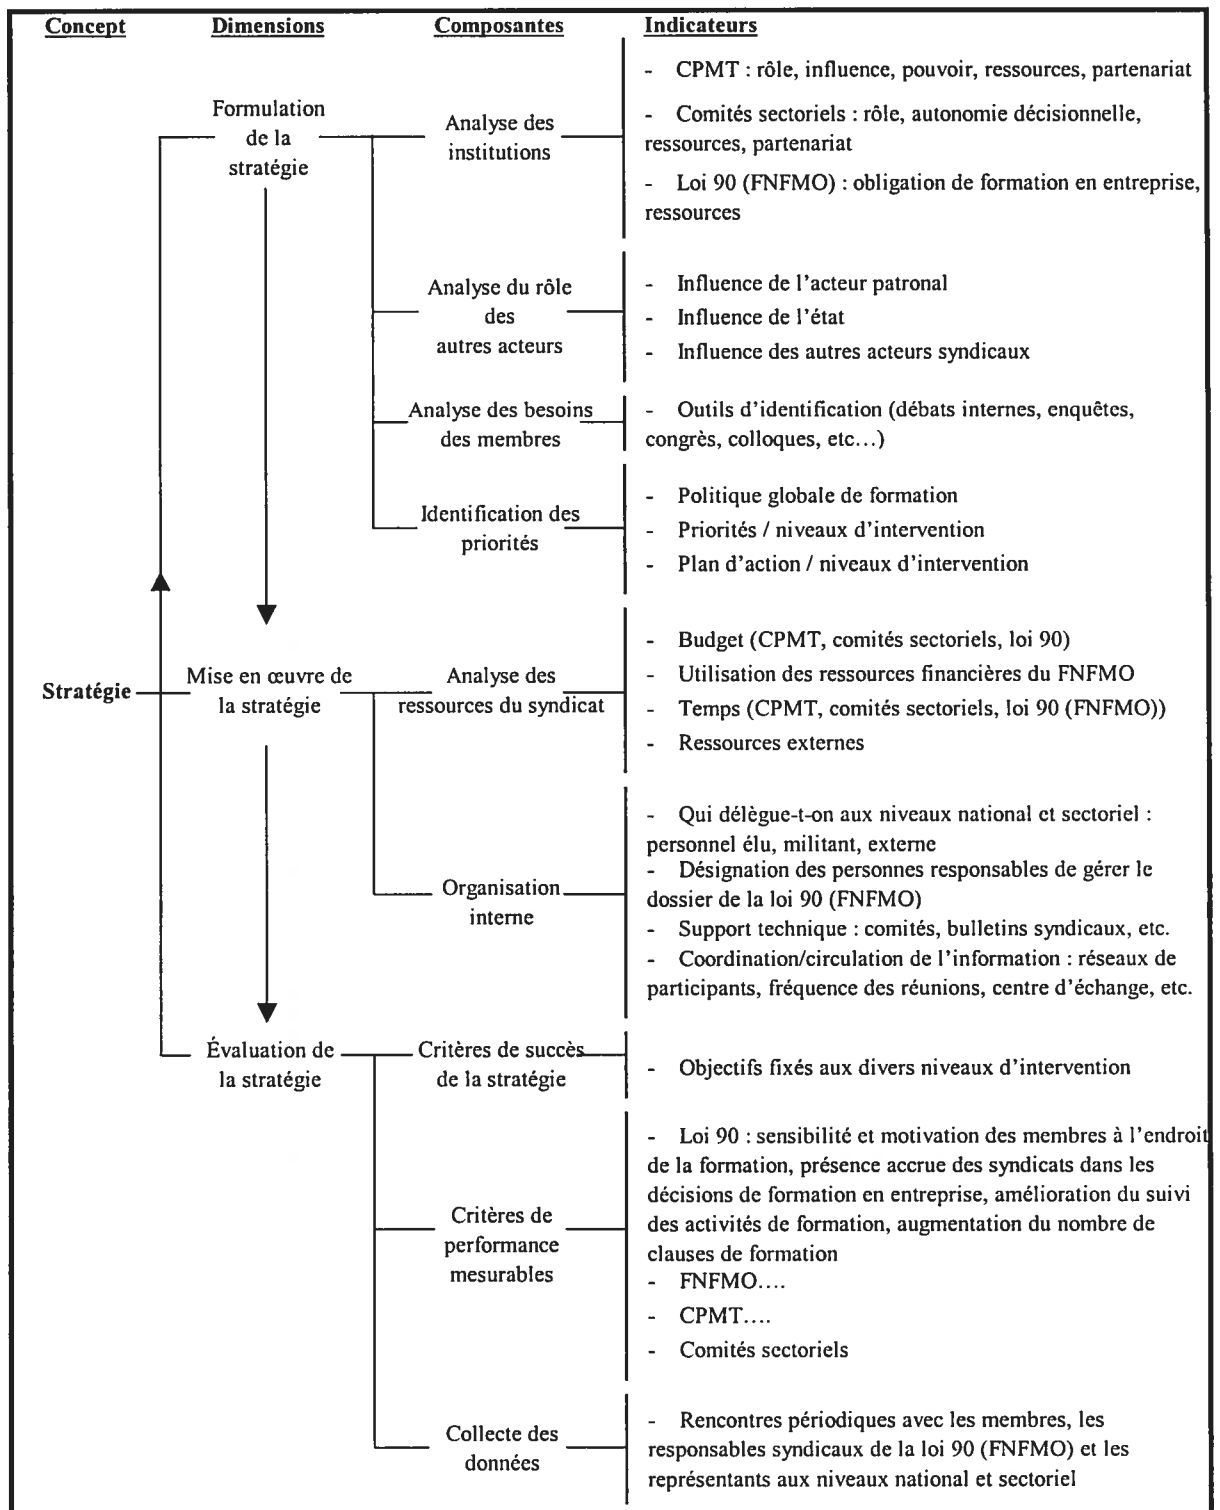 Concept Dimensions Composantes Indicateurs
Formulation
de la
stratégie
Analyse des
institutions
- CPMT : rôle, influence, pouvoir, ressources, partenariat
- Comités sectoriels : rôle, autonomie décisionnelle,
ressources, partenariat
- Loi 90 (FNFMO) : obligation de formation en entreprise,
ressources
Analyse du rôle
des
autres acteurs
- Influence de l'acteur patronal
- Influence de l'état
- Influence des autres acteurs syndicaux
Analyse des besoins
des membres
- Outils d'identification (débats internes, enquêtes,
congrès, colloques, etc...)
Identification des
priorités
- Politique globale de formation
- Priorités / niveaux d'intervention
- Plan d'action / niveaux d'intervention
Stratégie
Mise en œuvre de
la stratégie
Analyse des
ressources du syndicat
- Budget (CPMT, comités sectoriels, loi 90)
- Utilisation des ressources financières du FNFMO
- Temps (CPMT, comités sectoriels, loi 90 (FNFMO))
- Ressources externes
Organisation
interne
- Qui délègue-t-on aux niveaux national et sectoriel :
personnel élu, militant, externe
- Désignation des personnes responsables de gérer le
dossier de la loi 90 (FNFMO)
- Support technique : comités, bulletins syndicaux, etc.
- Coordination/circulation de l'information : réseaux de
participants, fréquence des réunions, centre d'échange, etc.
Évaluation de
la stratégie
Critères de succès
de la stratégie
- Objectifs fixés aux divers niveaux d'intervention
Critères de
performance
mesurables
- Loi 90 : sensibilité et motivation des membres à l'endroit
de la formation, présence accrue des syndicats dans les
décisions de formation en entreprise, amélioration du suivi
des activités de formation, augmentation du nombre de
clauses de formation
- FNFMO....
- CPMT....
- Comités sectoriels
Collecte des
données
- Rencontres périodiques avec les membres, les
responsables syndicaux de la loi 90 (FNFMO) et les
représentants aux niveaux national et sectoriel